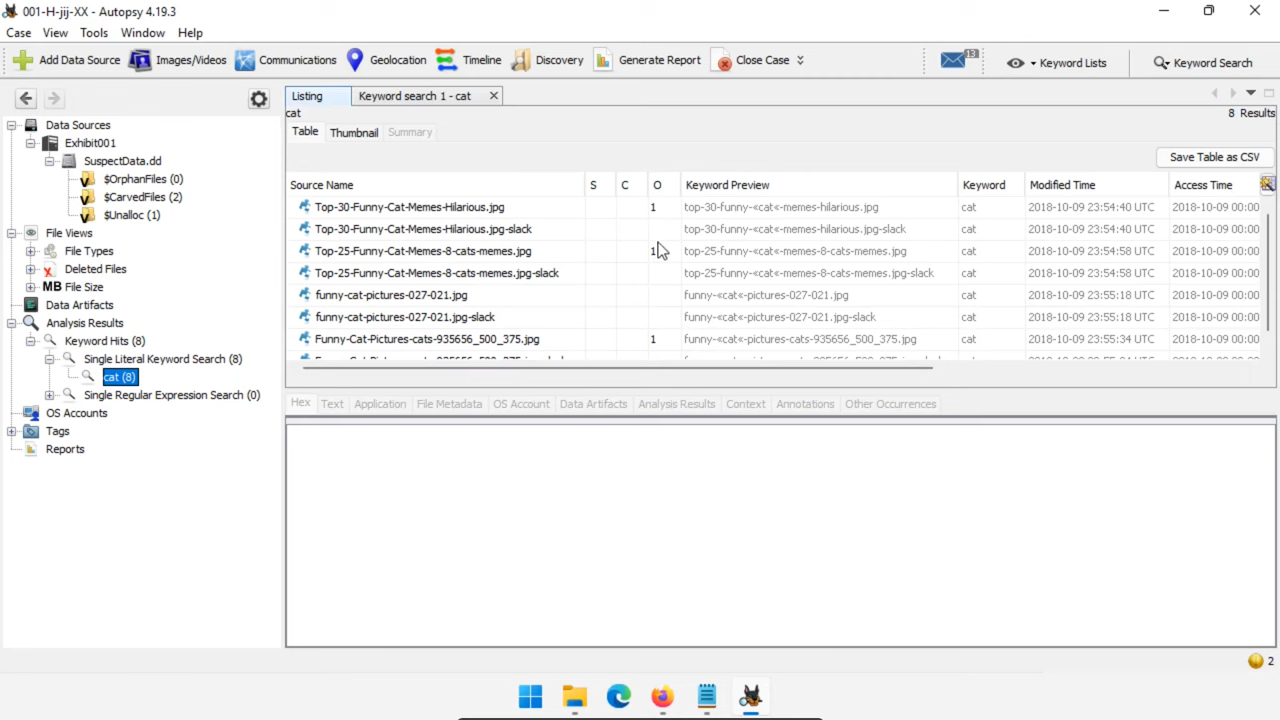 001-H-jij-XX - Autopsy 4.19.3
Case View Tools Window Help
Add Data Source Images/Videos Communications Geolocation Timeline Discovery Generate Report Close Case 13 Keyword Lists Keyword Search
Listing Keyword search 1 - cat
cat 8 Results
Table Thumbnail Summary
Save Table as CSV
Source Name S C O Keyword Preview Keyword Modified Time Access Time
Top-30-Funny-Cat-Memes-Hilarious.jpg 1 top-30-funny-«cat«-memes-hilarious.jpg cat 2018-10-09 23:54:40 UTC 2018-10-09 00:00
Top-30-Funny-Cat-Memes-Hilarious.jpg-slack top-30-funny-«cat«-memes-hilarious.jpg-slack cat 2018-10-09 23:54:40 UTC 2018-10-09 00:00
Top-25-Funny-Cat-Memes-8-cats-memes.jpg 1 top-25-funny-«cat«-memes-8-cats-memes.jpg cat 2018-10-09 23:54:58 UTC 2018-10-09 00:00
Top-25-Funny-Cat-Memes-8-cats-memes.jpg-slack top-25-funny-«cat«-memes-8-cats-memes.jpg-slack cat 2018-10-09 23:54:58 UTC 2018-10-09 00:00
funny-cat-pictures-027-021.jpg funny-«cat«-pictures-027-021.jpg cat 2018-10-09 23:55:18 UTC 2018-10-09 00:00
funny-cat-pictures-027-021.jpg-slack funny-«cat«-pictures-027-021.jpg-slack cat 2018-10-09 23:55:18 UTC 2018-10-09 00:00
Funny-Cat-Pictures-cats-935656_500_375.jpg 1 funny-«cat«-pictures-cats-935656_500_375.jpg cat 2018-10-09 23:55:34 UTC 2018-10-09 00:00
Data Sources
Exhibit001
SuspectData.dd
$OrphanFiles (0)
$CarvedFiles (2)
$Unalloc (1)
File Views
File Types
Deleted Files
MB File Size
Data Artifacts
Analysis Results
Keyword Hits (8)
Single Literal Keyword Search (8)
cat (8)
Single Regular Expression Search (0)
OS Accounts
Tags
Reports
Hex Text Application File Metadata OS Account Data Artifacts Analysis Results Context Annotations Other Occurrences
2